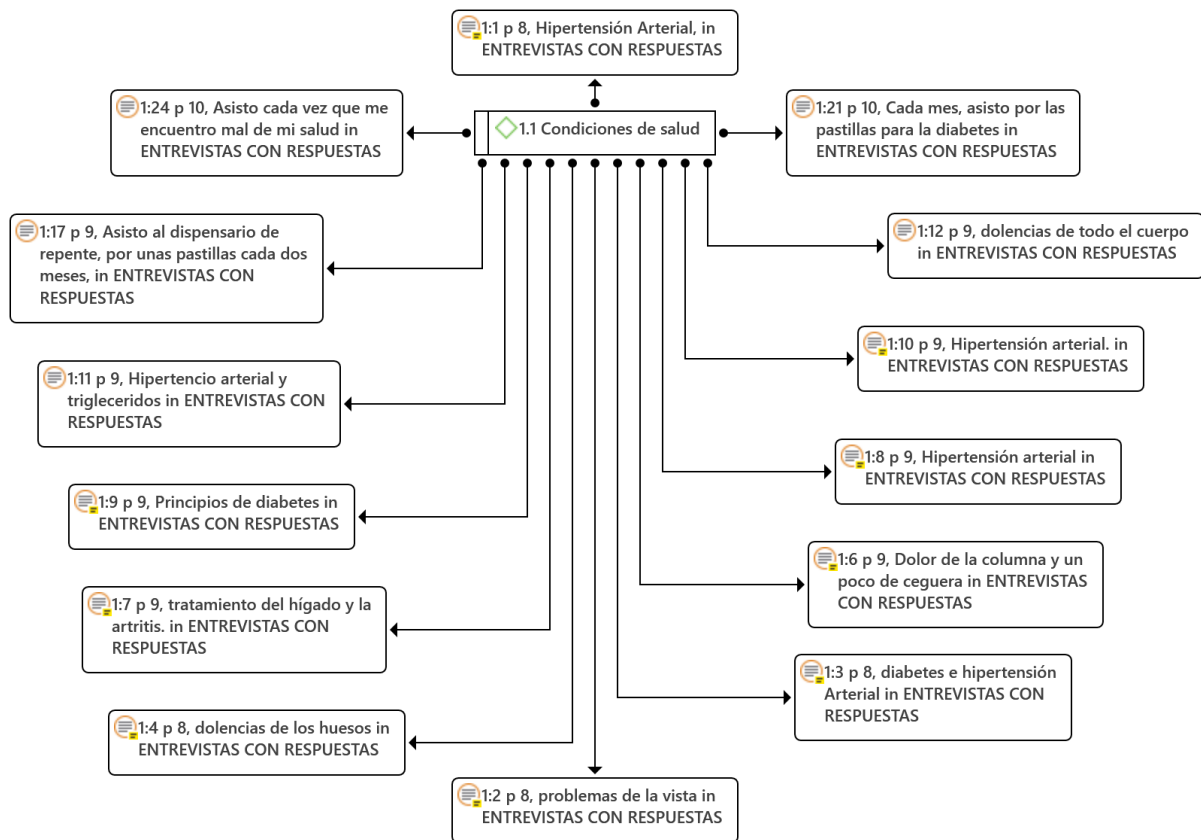 1:1 p 8, Hipertensión Arterial, in
ENTREVISTAS CON RESPUESTAS
1:24 p 10, Asisto cada vez que me
encuentro mal de mi salud in
ENTREVISTAS CON RESPUESTAS
1.1 Condiciones de salud
1:21 p 10, Cada mes, asisto por las
pastillas para la diabetes in
ENTREVISTAS CON RESPUESTAS
1:17 p 9, Asisto al dispensario de
repente, por unas pastillas cada dos
meses, in ENTREVISTAS CON
RESPUESTAS
1:12 p 9, dolencias de todo el cuerpo
in ENTREVISTAS CON RESPUESTAS
1:11 p 9, Hipertencio arterial y
trigleceridos in ENTREVISTAS CON
RESPUESTAS
1:10 p 9, Hipertensión arterial. in
ENTREVISTAS CON RESPUESTAS
1:9 p 9, Principios de diabetes in
ENTREVISTAS CON RESPUESTAS
1:8 p 9, Hipertensión arterial in
ENTREVISTAS CON RESPUESTAS
1:7 p 9, tratamiento del hígado y la
artritis. in ENTREVISTAS CON
RESPUESTAS
1:6 p 9, Dolor de la columna y un
poco de ceguera in ENTREVISTAS
CON RESPUESTAS
1:4 p 8, dolencias de los huesos in
ENTREVISTAS CON RESPUESTAS
1:3 p 8, diabetes e hipertensión
Arterial in ENTREVISTAS CON
RESPUESTAS
1:2 p 8, problemas de la vista in
ENTREVISTAS CON RESPUESTAS